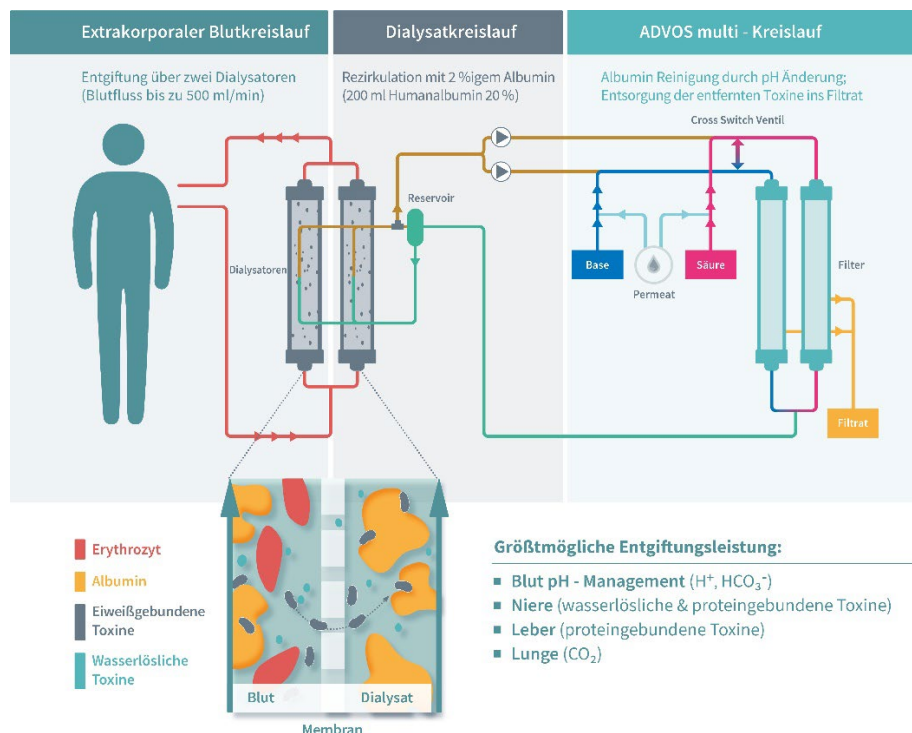 Extrakorporaler Blutkreislauf
Dialysatkreislauf
ADVOS multi - Kreislauf
Entgiftung über zwei Dialysatoren
(Blutfluss bis zu 500 ml/min)
Rezirkulation mit 2 %igem Albumin
(200 ml Humanalbumin 20 %)
Albumin Reinigung durch pH Änderung;
Entsorgung der entfernten Toxine ins Filtrat
Cross Switch Ventil
Reservoir
Dialysatoren
Base
Permeat
Säure
Filter
Filtrat
Erythrozyt
Albumin
Eiweißgebundene
Toxine
Wasserlösliche
Toxine
Blut
Dialysat
Membran
Größtmögliche Entgiftungsleistung:
▪ Blut pH - Management (H⁺, HCO₃⁻)
▪ Niere (wasserlösliche & proteingebundene Toxine)
▪ Leber (proteingebundene Toxine)
▪ Lunge (CO₂)